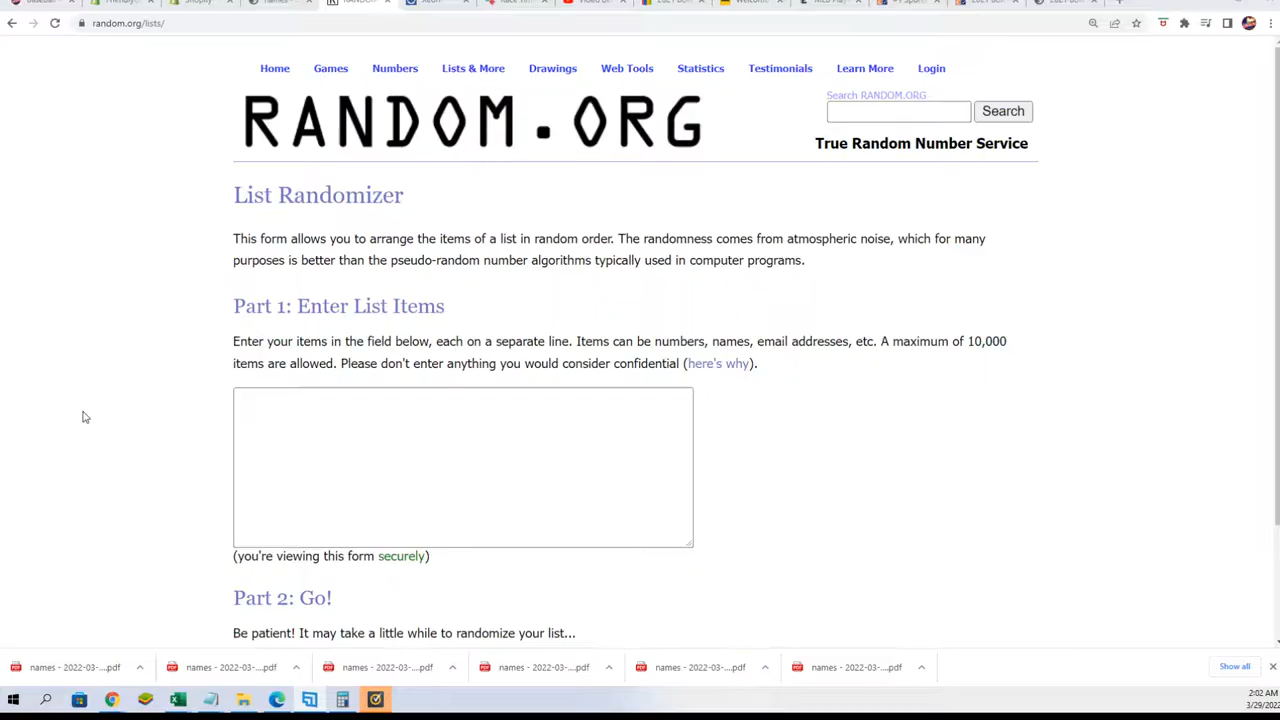 random.org/lists/
Home Games Numbers Lists & More Drawings Web Tools Statistics Testimonials Learn More Login
RANDOM.ORG
Search RANDOM.ORG
Search
True Random Number Service
List Randomizer
This form allows you to arrange the items of a list in random order. The randomness comes from atmospheric noise, which for many
purposes is better than the pseudo-random number algorithms typically used in computer programs.
Part 1: Enter List Items
Enter your items in the field below, each on a separate line. Items can be numbers, names, email addresses, etc. A maximum of 10,000
items are allowed. Please don't enter anything you would consider confidential (here's why).
(you're viewing this form securely)
Part 2: Go!
Be patient! It may take a little while to randomize your list...
names - 2022-03-....pdf names - 2022-03-....pdf names - 2022-03-....pdf names - 2022-03-....pdf names - 2022-03-....pdf names - 2022-03-....pdf Show all
2:02 AM
3/29/2022